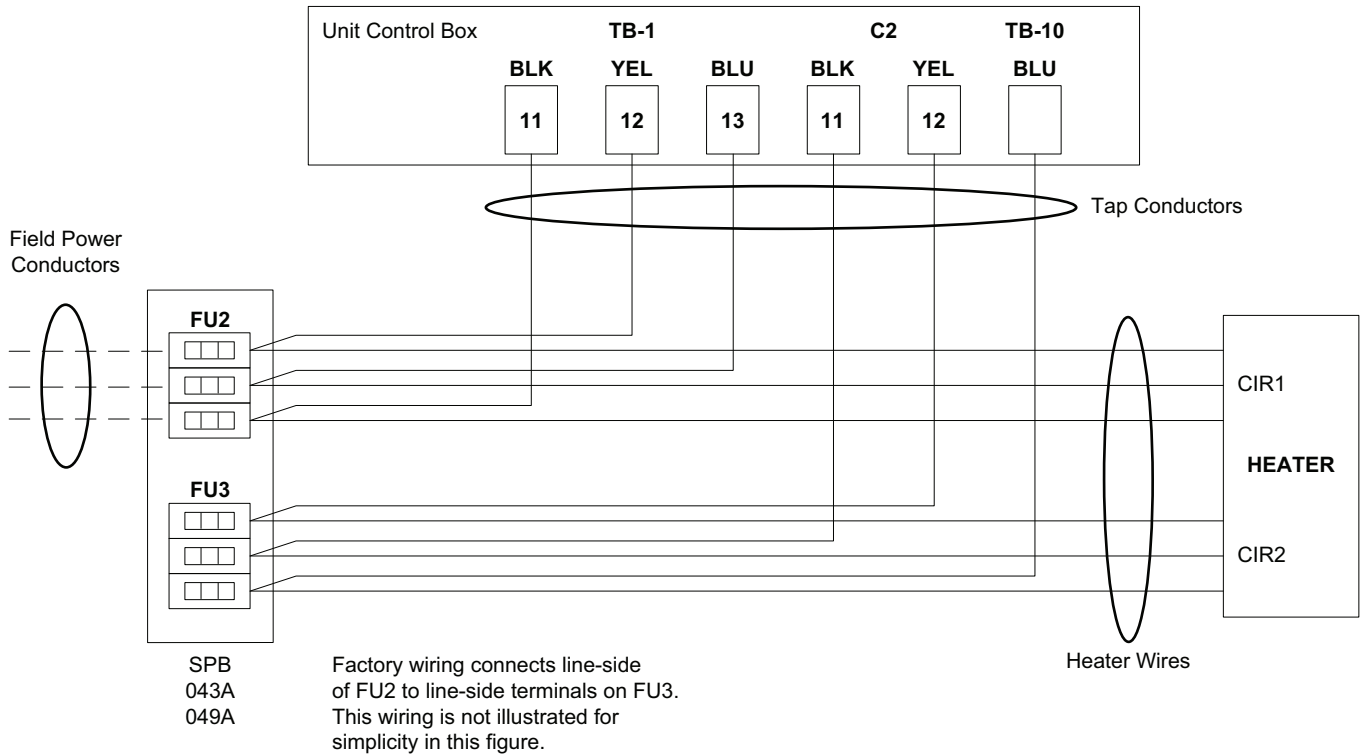 Unit Control Box TB-1 C2 TB-10
BLK YEL BLU BLK YEL BLU
11 12 13 11 12
Tap Conductors
Field Power
Conductors
FU2
CIR1
HEATER
FU3
CIR2
SPB
043A
049A
Factory wiring connects line-side
of FU2 to line-side terminals on FU3.
This wiring is not illustrated for
simplicity in this figure.
Heater Wires